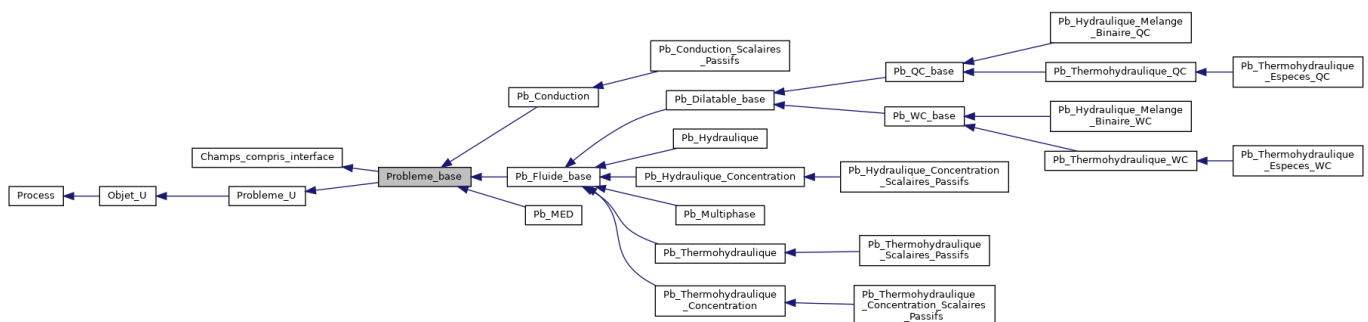 Pb_Hydraulique_Melange
_Binaire_QC
Pb_Conduction_Scalaires
_Passifs
Pb_QC_base
Pb_Thermohydraulique_QC
Pb_Thermohydraulique
_Especes_QC
Pb_Conduction
Pb_Dilatable_base
Pb_WC_base
Pb_Hydraulique_Melange
_Binaire_WC
Pb_Hydraulique
Champs_compris_interface
Pb_Thermohydraulique_WC
Pb_Thermohydraulique
_Especes_WC
Probleme_base
Pb_Fluide_base
Pb_Hydraulique_Concentration
Pb_Hydraulique_Concentration
_Scalaires_Passifs
Process
Objet_U
Probleme_U
Pb_MED
Pb_Multiphase
Pb_Thermohydraulique
Pb_Thermohydraulique
_Scalaires_Passifs
Pb_Thermohydraulique
_Concentration
Pb_Thermohydraulique
_Concentration_Scalaires
_Passifs